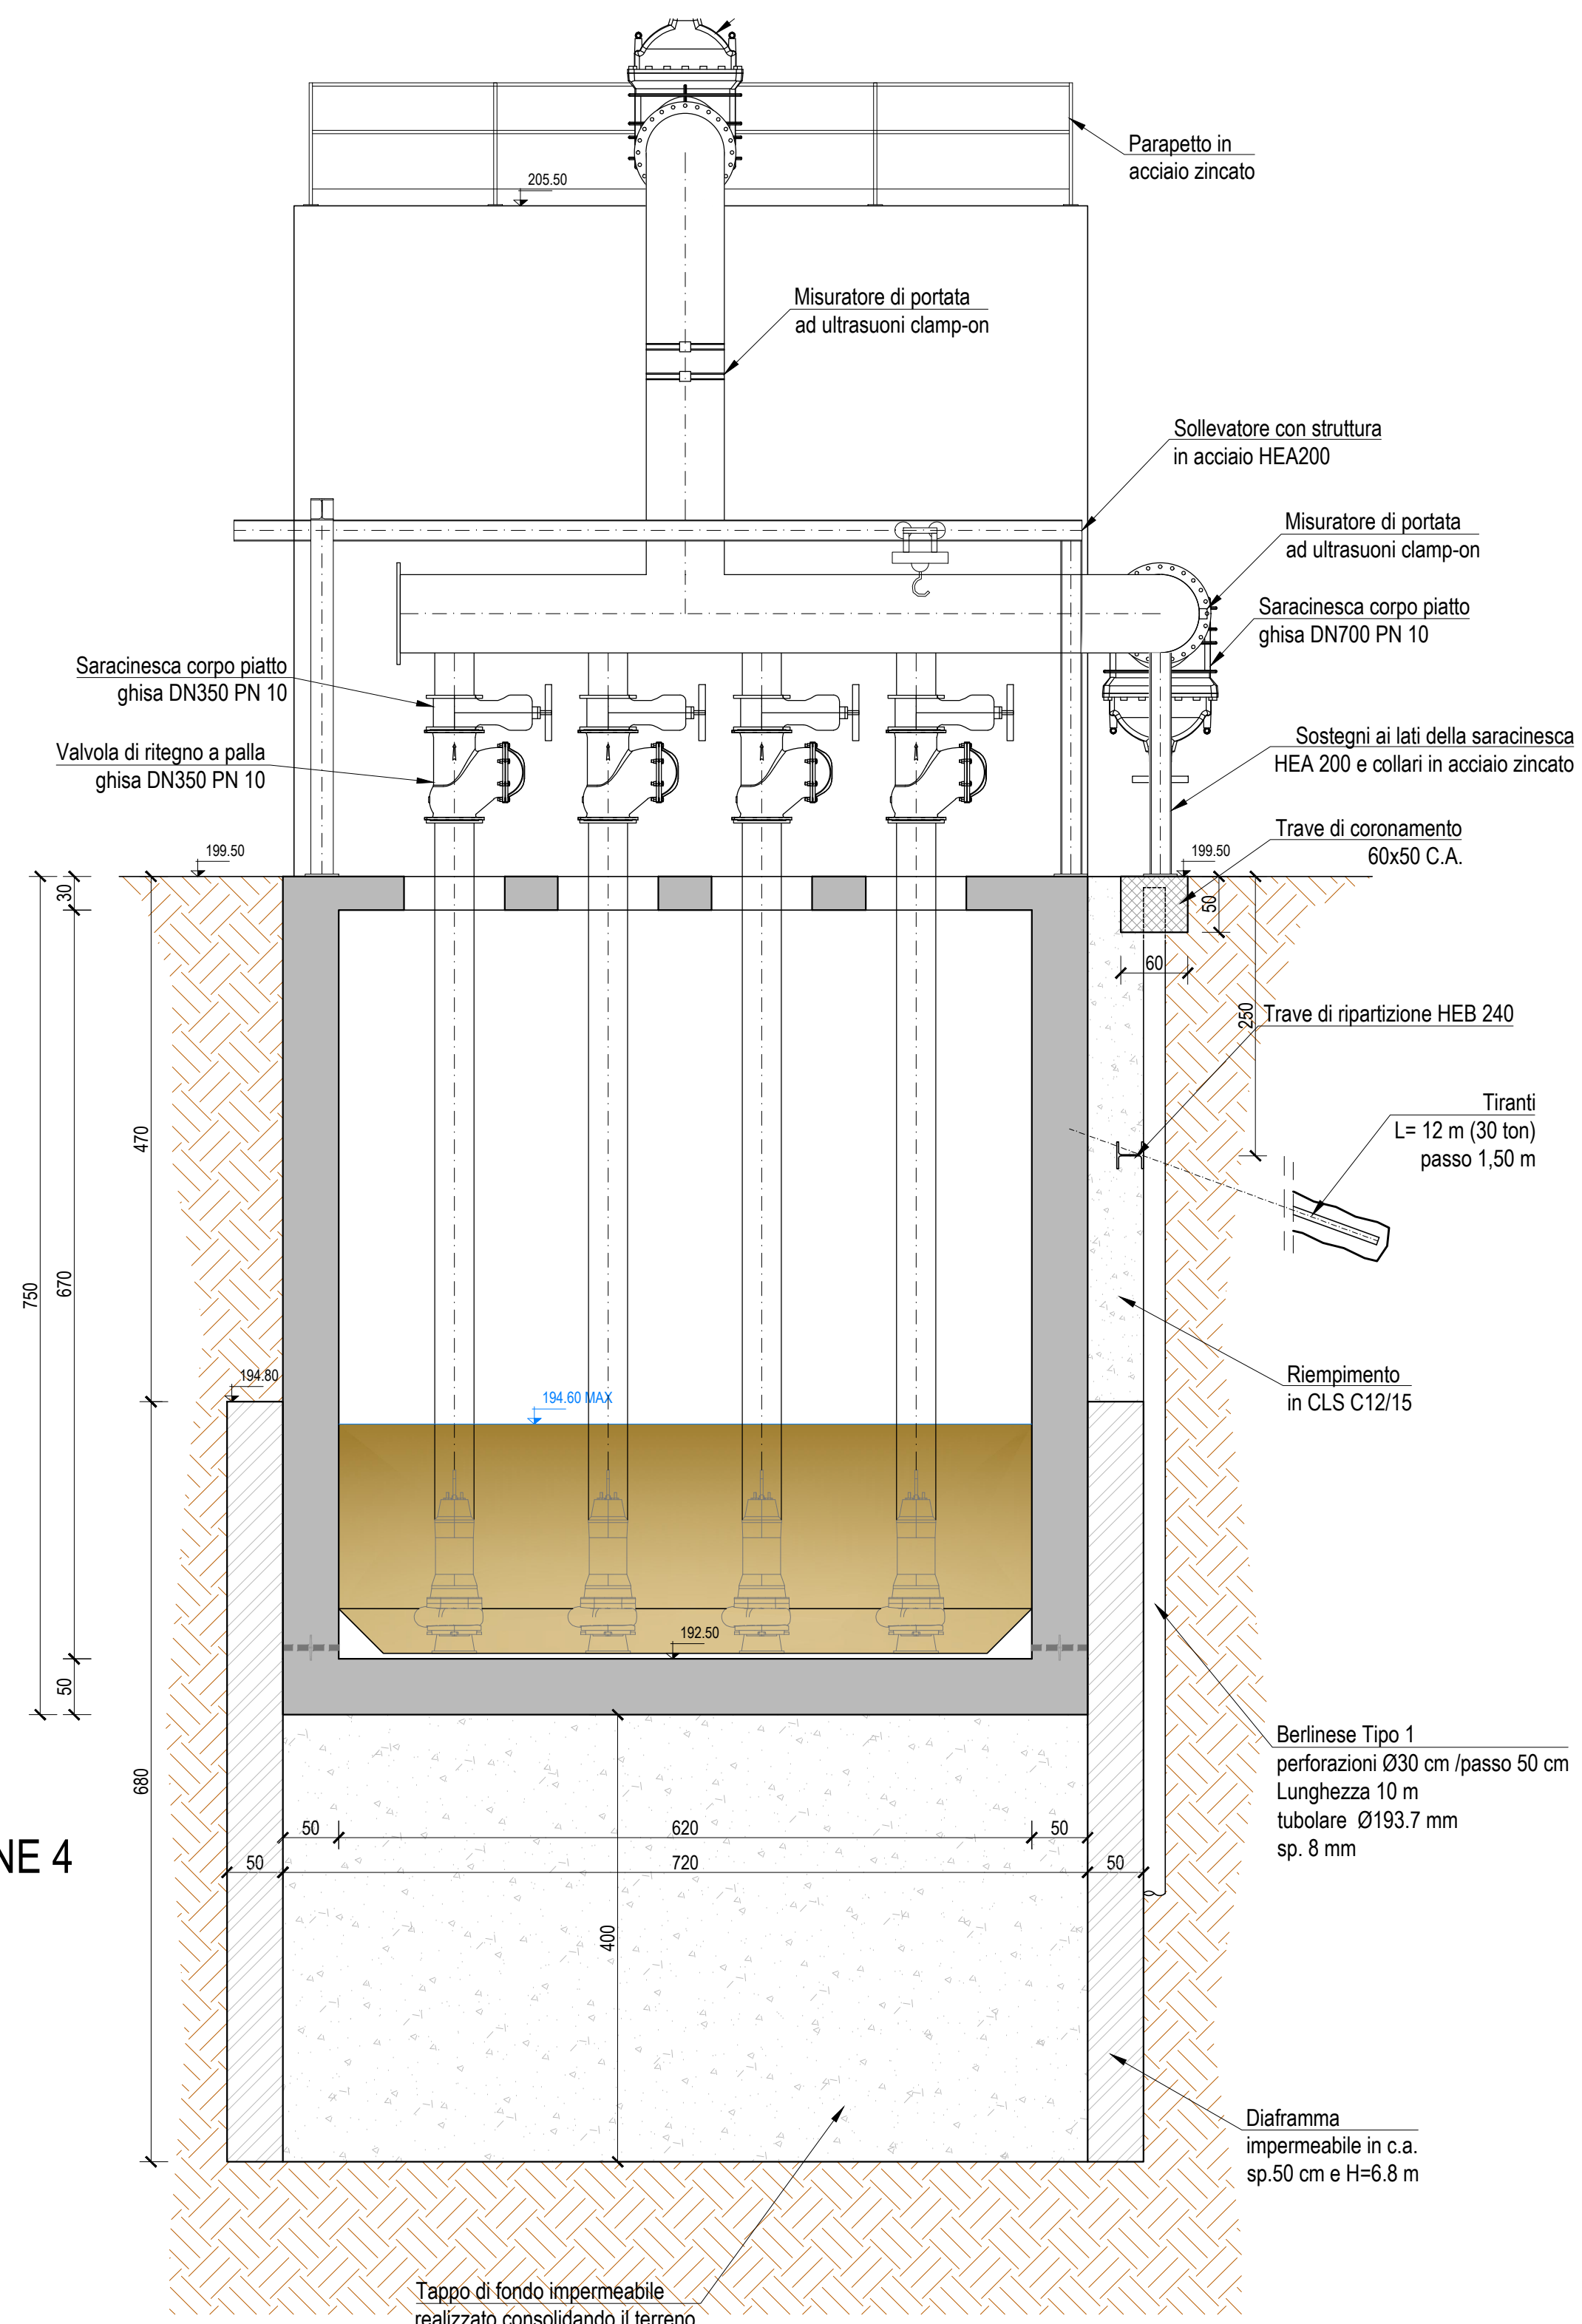 Parapetto in
acciaio zincato
205.50
Misuratore di portata
ad ultrasuoni clamp-on
Sollevatore con struttura
in acciaio HEA200
Misuratore di portata
ad ultrasuoni clamp-on
Saracinesca corpo piatto
ghisa DN700 PN 10
Saracinesca corpo piatto
ghisa DN350 PN 10
Valvola di ritegno a palla
ghisa DN350 PN 10
Sostegni ai lati della saracinesca
HEA 200 e collari in acciaio zincato
Trave di coronamento
60x50 C.A.
199.50
199.50
30
50
60
250
Trave di ripartizione HEB 240
Tiranti
L= 12 m (30 ton)
passo 1,50 m
470
750
670
194.80
194.60 MAX
Riempimento
in CLS C12/15
192.50
50
Berlinese Tipo 1
perforazioni Ø30 cm /passo 50 cm
Lunghezza 10 m
tubolare Ø193.7 mm
sp. 8 mm
680
50
620
50
NE 4
50
720
50
400
Diaframma
impermeabile in c.a.
sp.50 cm e H=6.8 m
Tappo di fondo impermeabile
realizzato consolidando il terreno